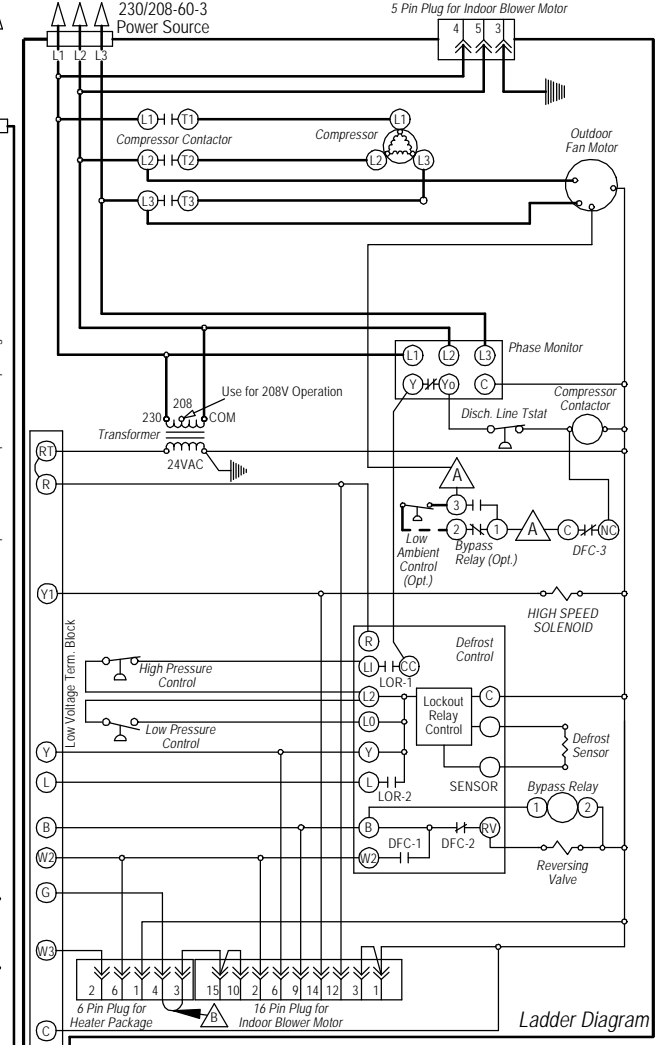 230/208-60-3
Power Source
5 Pin Plug for Indoor Blower Motor
4 5 3
L1 L2 L3
L1 T1 L1
Compressor Contactor
Compressor
L2 T2 L2 L3
Outdoor
Fan Motor
L3 T3
L1 L2 L3
Phase Monitor
Y Yo C
208
Use for 208V Operation
230 COM
Transformer
24VAC
Disch. Line Tstat
Compressor
Contactor
RT
R
A
3
2 1 A C NC
Low
Ambient
Control
(Opt.)
Bypass
Relay (Opt.)
DFC-3
Y1
HIGH SPEED
SOLENOID
Low Voltage Term. Block
R
Defrost
Control
High Pressure
Control
LI CC
LOR-1
L2
Lockout
Relay
Control
C
Low Pressure
Control
L0
Y Y
Defrost
Sensor
SENSOR
L L
LOR-2
Bypass Relay
1 2
B B
DFC-1 DFC-2 RV
W2 W2
Reversing
Valve
G
W3
2 6 1 4 3 15 10 2 6 9 14 12 3 1
6 Pin Plug for
Heater Package
B
16 Pin Plug for
Indoor Blower Motor
C
Ladder Diagram